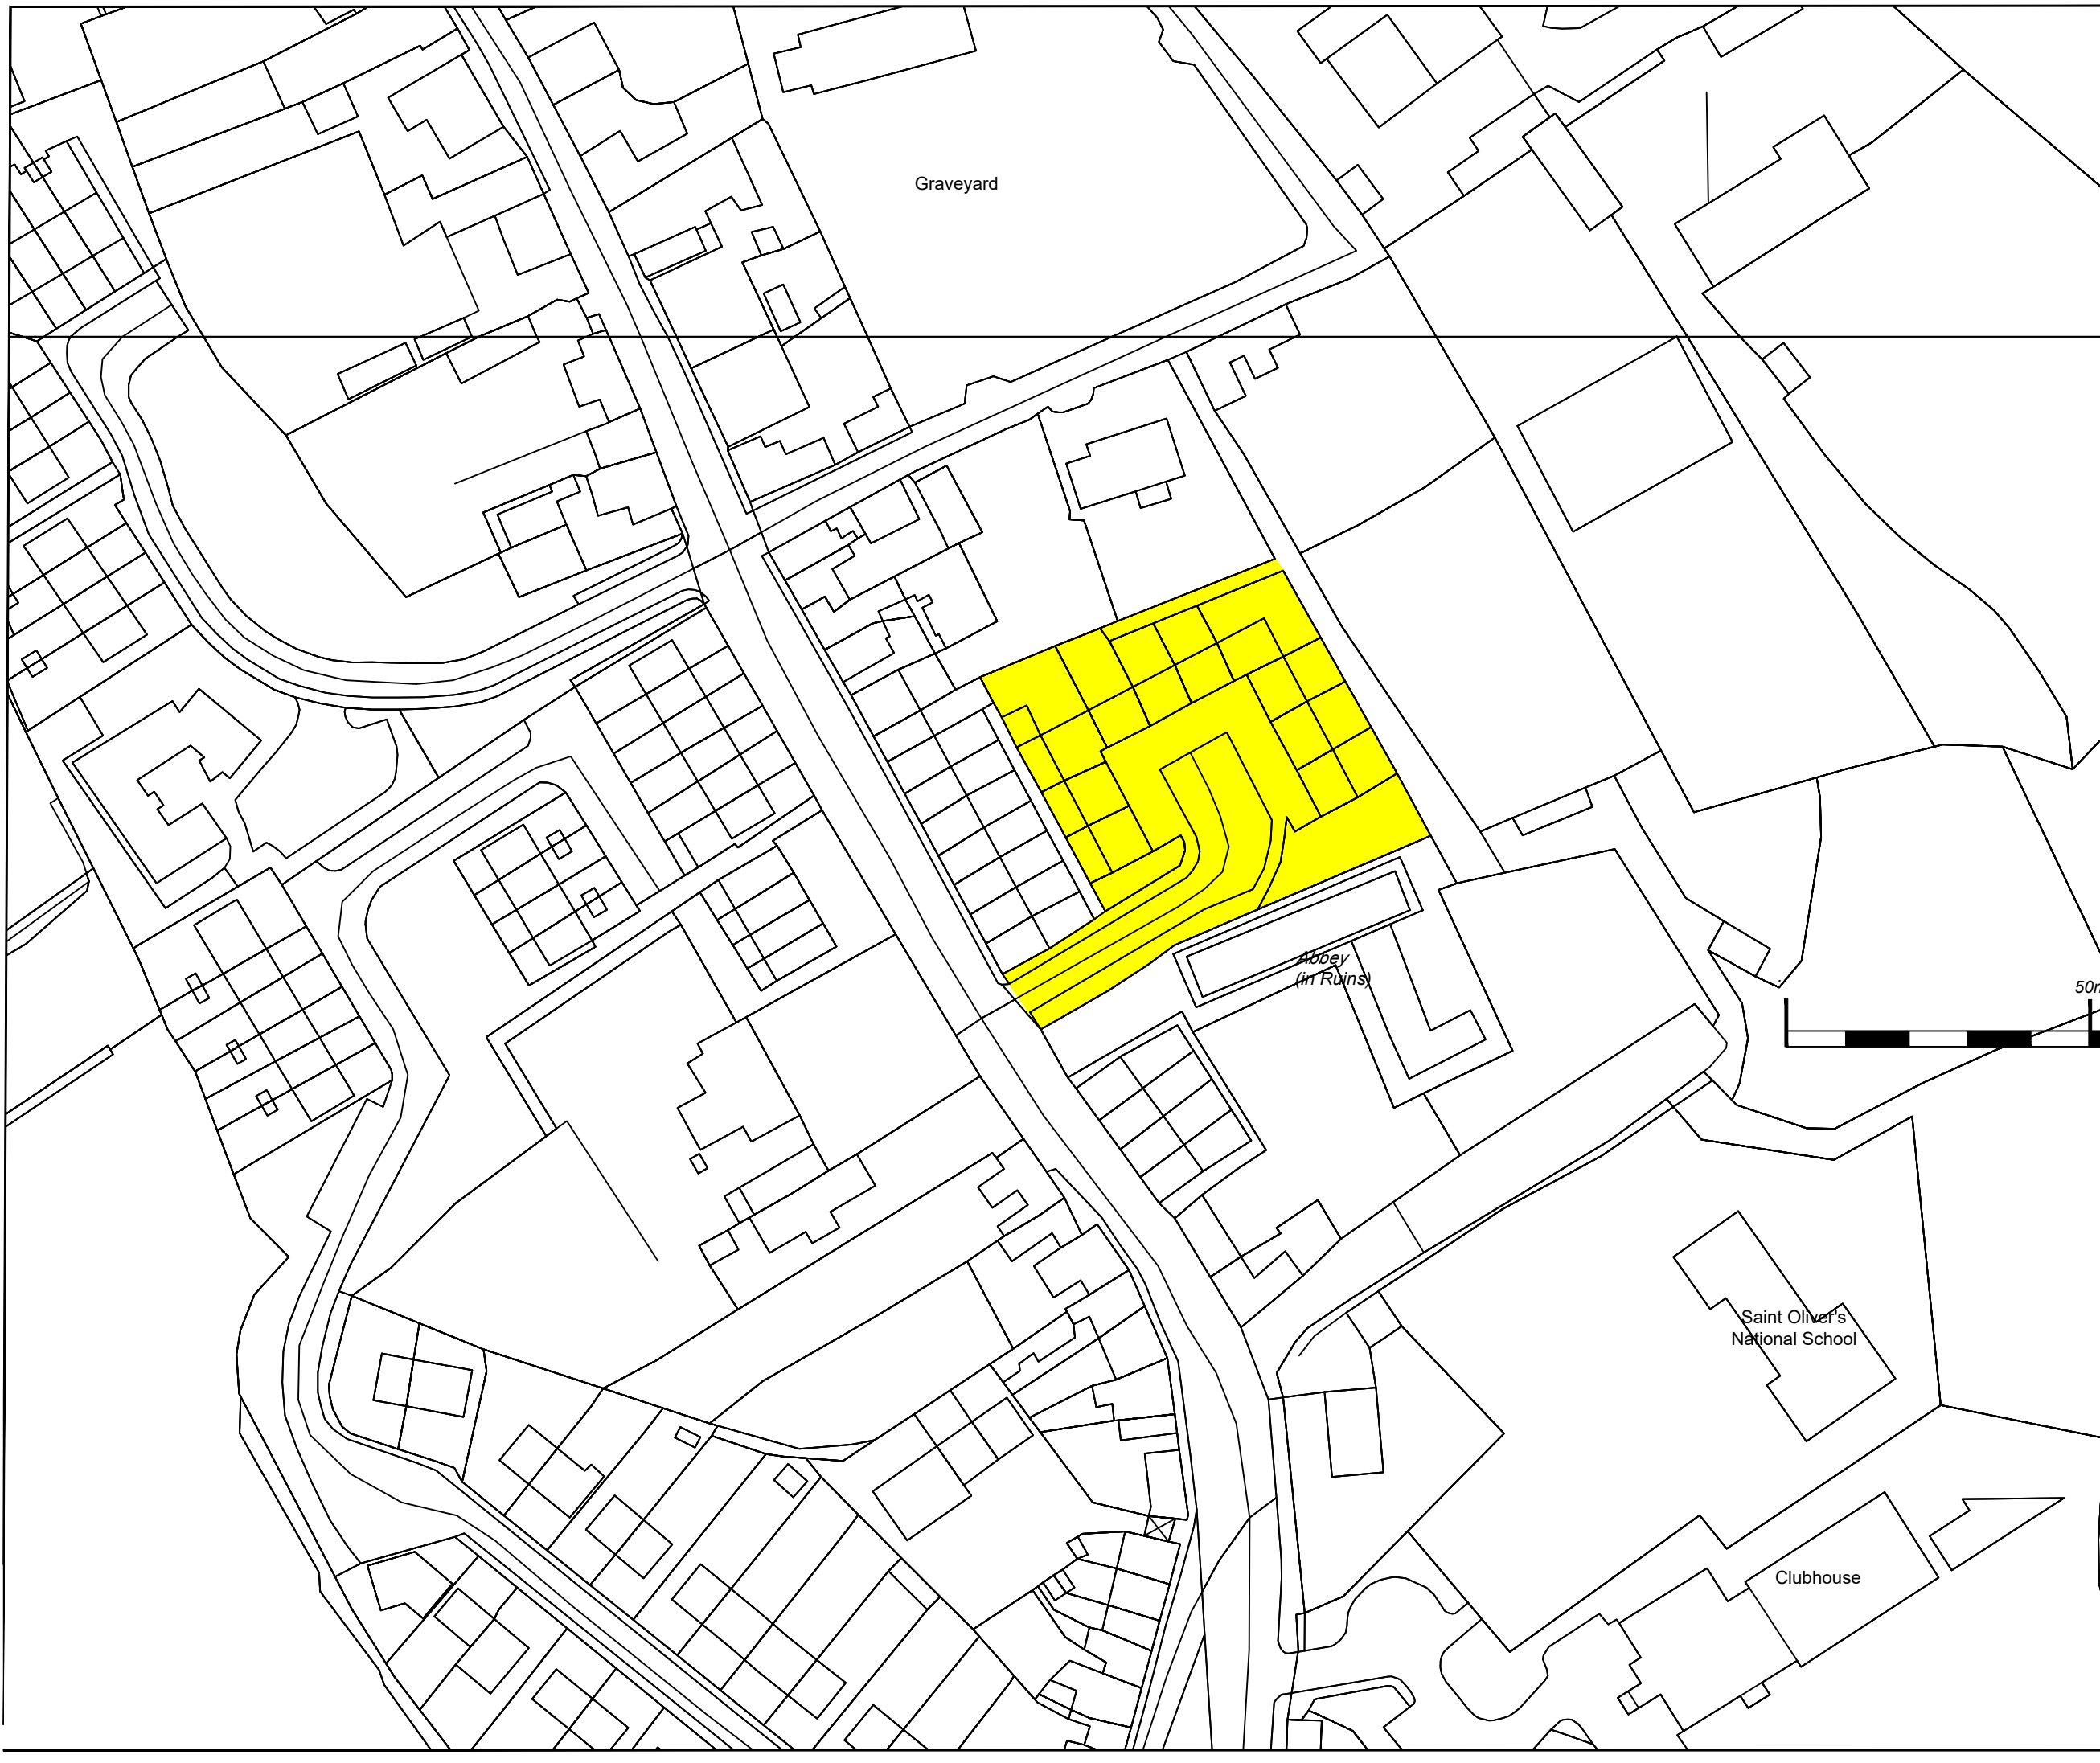 Graveyard
Abbey
(in Ruins)
Saint Oliver's
National School
Clubhouse